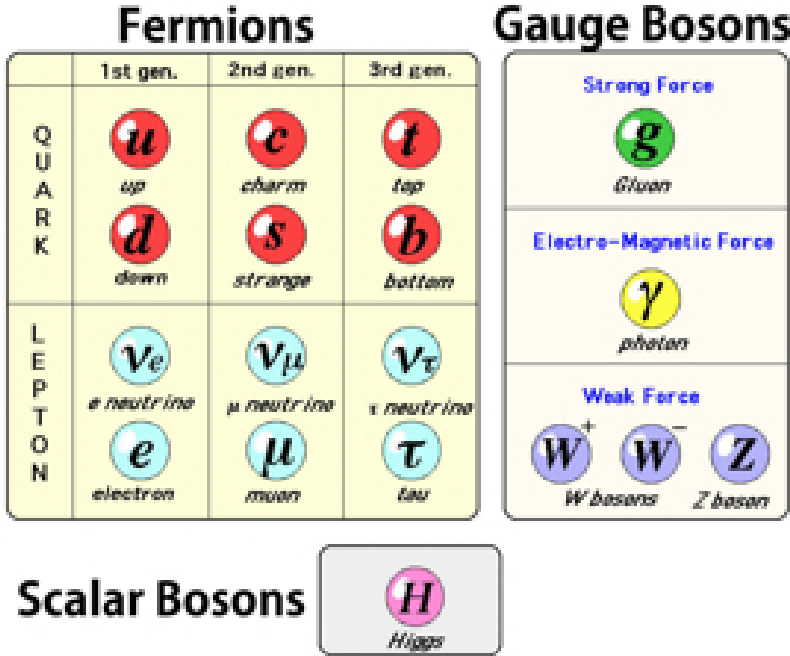 Fermions
Gauge Bosons
1st gen. 2nd gen. 3rd gen.
QUARK
u c t
up charm top
d s b
down strange bottom
LEPTON
νe νμ ντ
e neutrino μ neutrino τ neutrino
e μ τ
electron muon tau
Strong Force
g
Gluon
Electro-Magnetic Force
γ
photon
Weak Force
W+ W− Z
W bosons Z boson
Scalar Bosons
H
Higgs